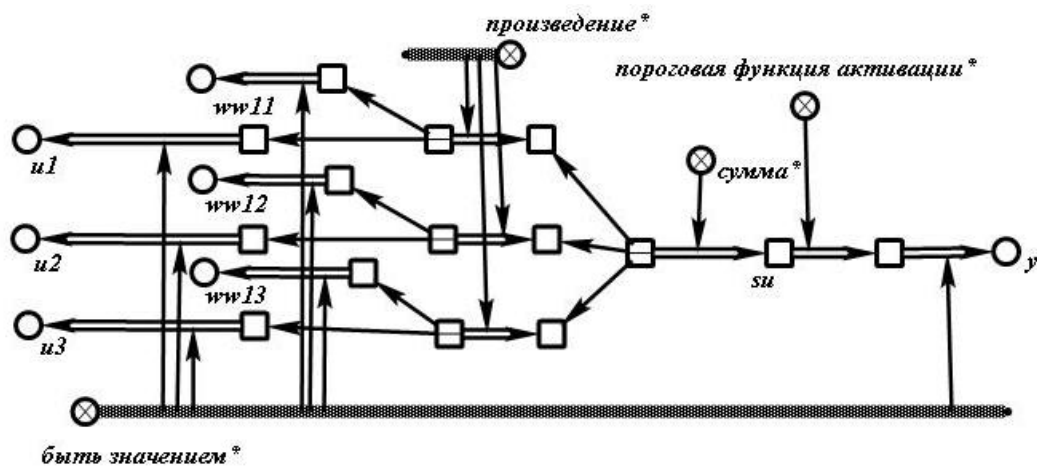 произведение*
пороговая функция активации*
ww11
u1
сумма*
ww12
u2
su
y
ww13
u3
быть значением*